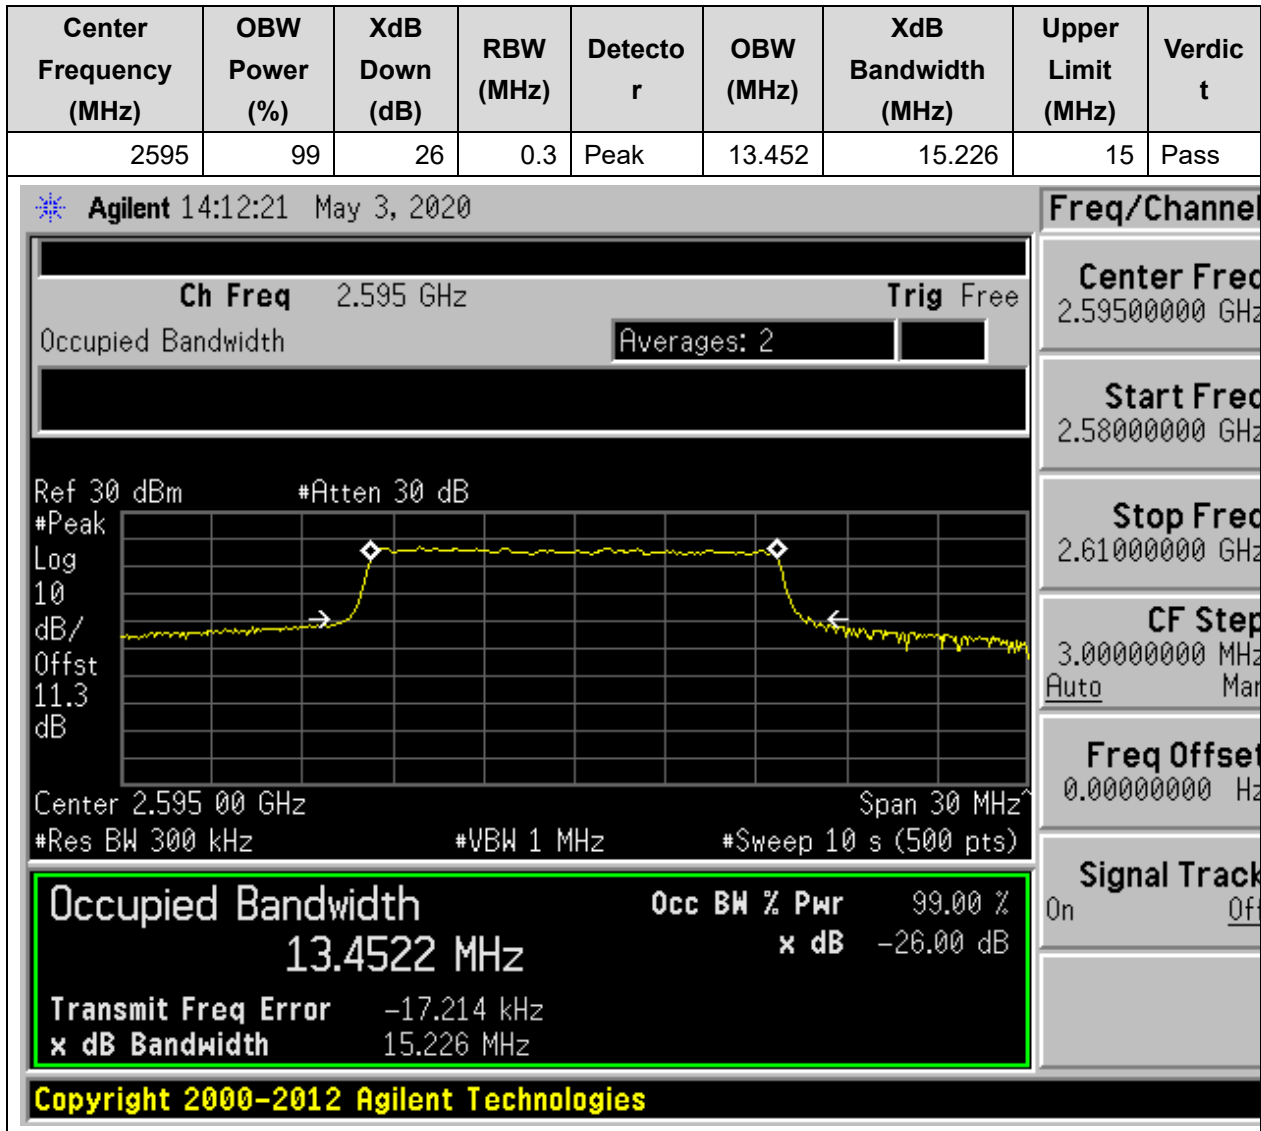 Center Frequency (MHz) OBW Power (%) XdB Down (dB) RBW (MHz) Detecto r OBW (MHz) XdB Bandwidth (MHz) Upper Limit (MHz) Verdic t
2595 99 26 0.3 Peak 13.452 15.226 15 Pass
Agilent 14:12:21 May 3, 2020
Freq/Channel
Ch Freq 2.595 GHz Trig Free
Occupied Bandwidth Averages: 2
Center Freq
2.59500000 GHz
Start Freq
2.58000000 GHz
Stop Freq
2.61000000 GHz
CF Step
3.00000000 MHz
Auto Man
Freq Offset
0.00000000 Hz
Signal Track
On Off
Ref 30 dBm #Atten 30 dB
#Peak
Log
10
dB/
Offst
11.3
dB
Center 2.595 00 GHz Span 30 MHz^
#Res BW 300 kHz #VBW 1 MHz #Sweep 10 s (500 pts)
Occupied Bandwidth Occ BW % Pwr 99.00 %
13.4522 MHz x dB -26.00 dB
Transmit Freq Error -17.214 kHz
x dB Bandwidth 15.226 MHz
Copyright 2000-2012 Agilent Technologies